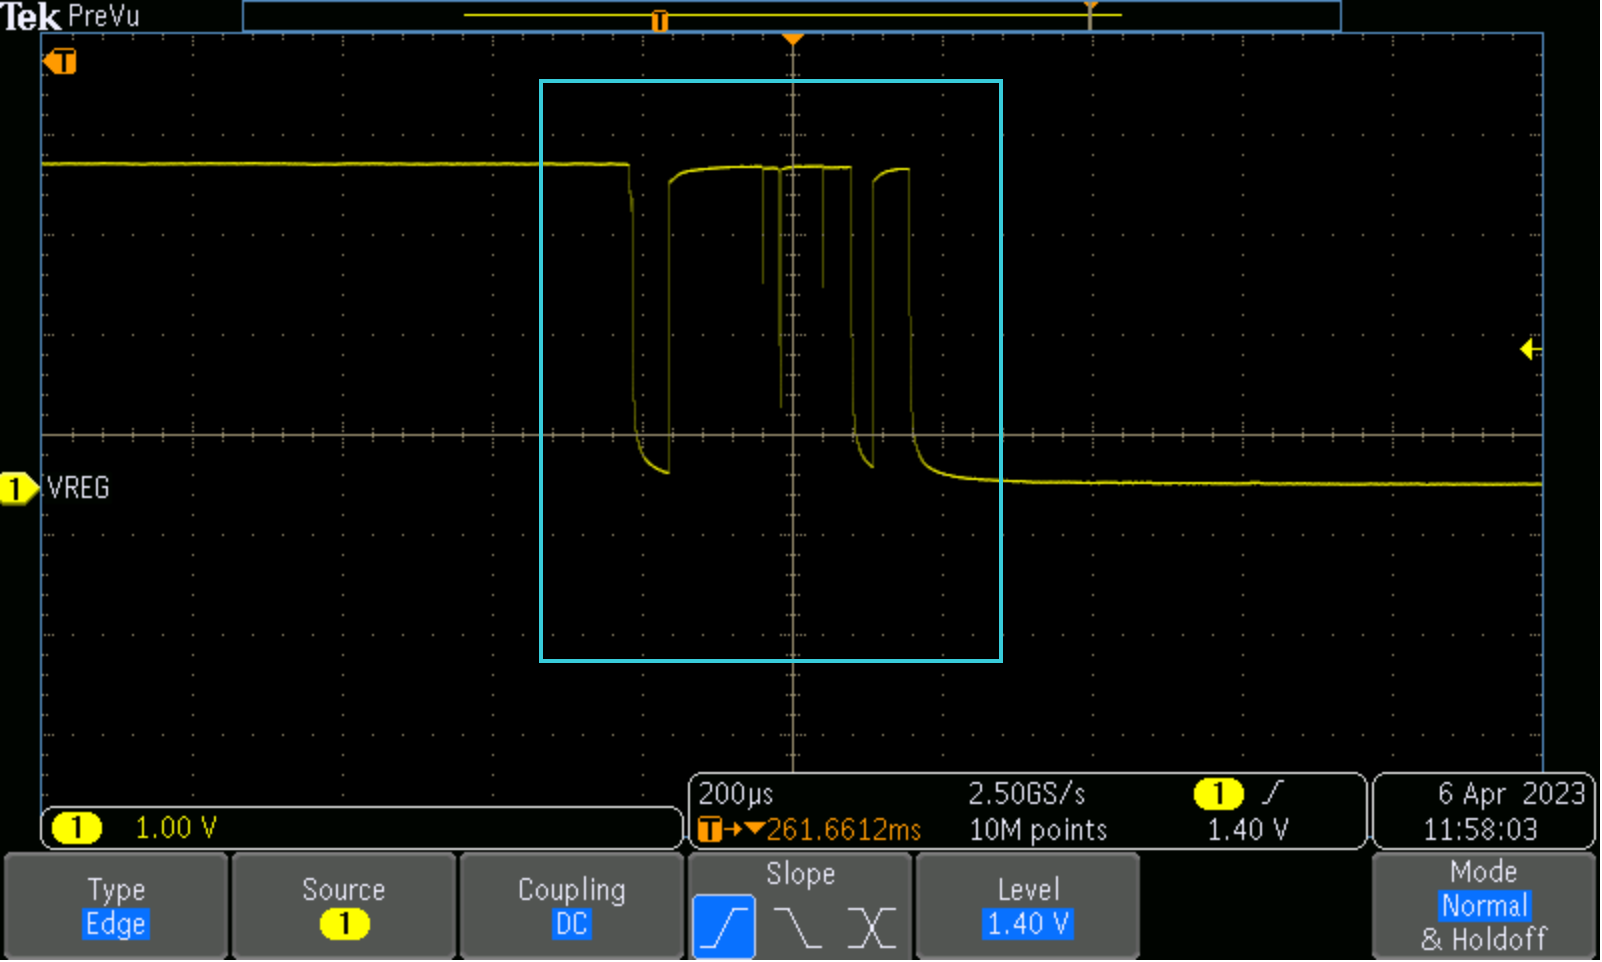 Tek PreVu
T
T
1 VREG
200µs 2.50GS/s 1 6 Apr 2023
1 1.00 V T→▼261.6612ms 10M points 1.40 V 11:58:03
Type Source Coupling Slope Level Mode
Edge 1 DC 1.40 V Normal
& Holdoff